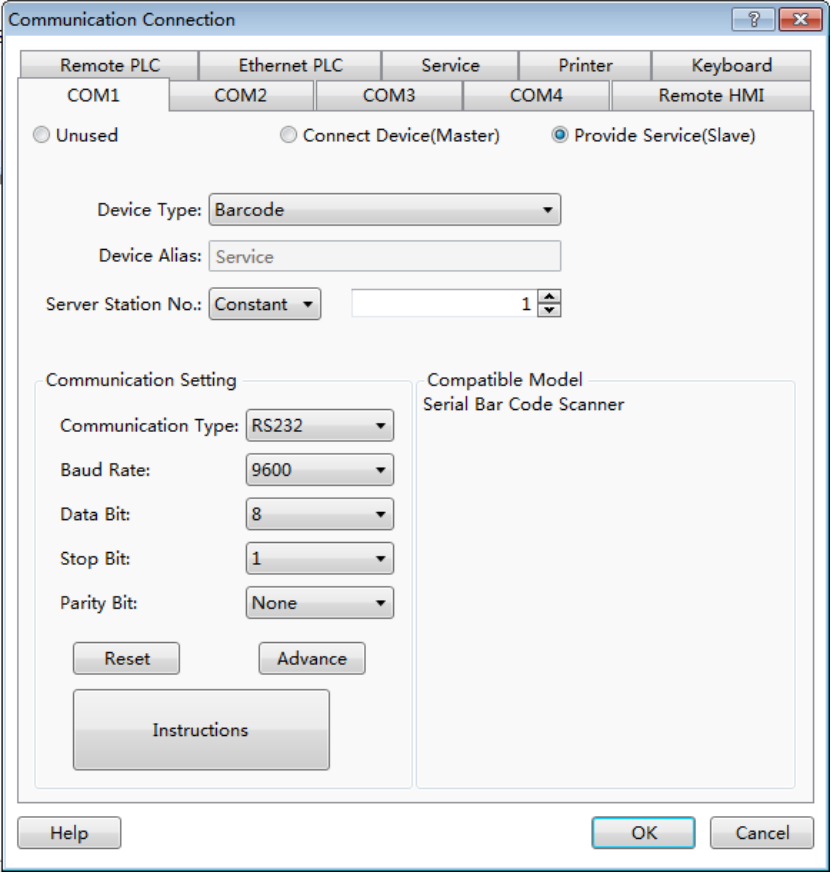 Communication Connection
Remote PLC Ethernet PLC Service Printer Keyboard
COM1 COM2 COM3 COM4 Remote HMI
Unused Connect Device(Master) Provide Service(Slave)
Device Type: Barcode
Device Alias: Service
Server Station No.: Constant 1
Communication Setting
Communication Type: RS232
Baud Rate: 9600
Data Bit: 8
Stop Bit: 1
Parity Bit: None
Reset Advance
Instructions
Compatible Model
Serial Bar Code Scanner
Help OK Cancel